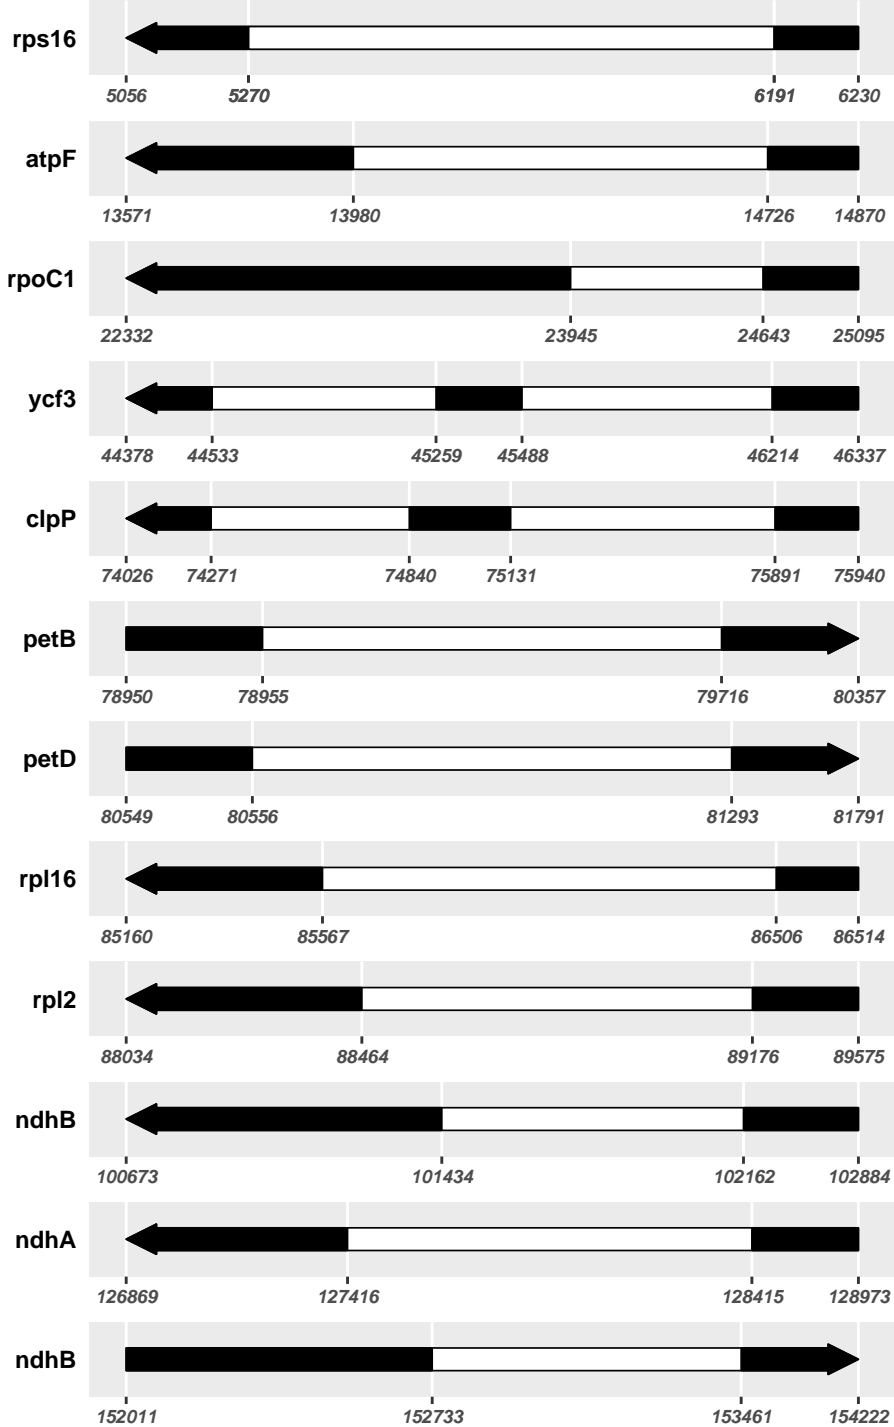 rps16
5056 5270 6191 6230
atpF
13571 13980 14726 14870
rpoC1
22332 23945 24643 25095
ycf3
44378 44533 45259 45488 46214 46337
clpP
74026 74271 74840 75131 75891 75940
petB
78950 78955 79716 80357
petD
80549 80556 81293 81791
rpl16
85160 85567 86506 86514
rpl2
88034 88464 89176 89575
ndhB
100673 101434 102162 102884
ndhA
126869 127416 128415 128973
ndhB
152011 152733 153461 154222